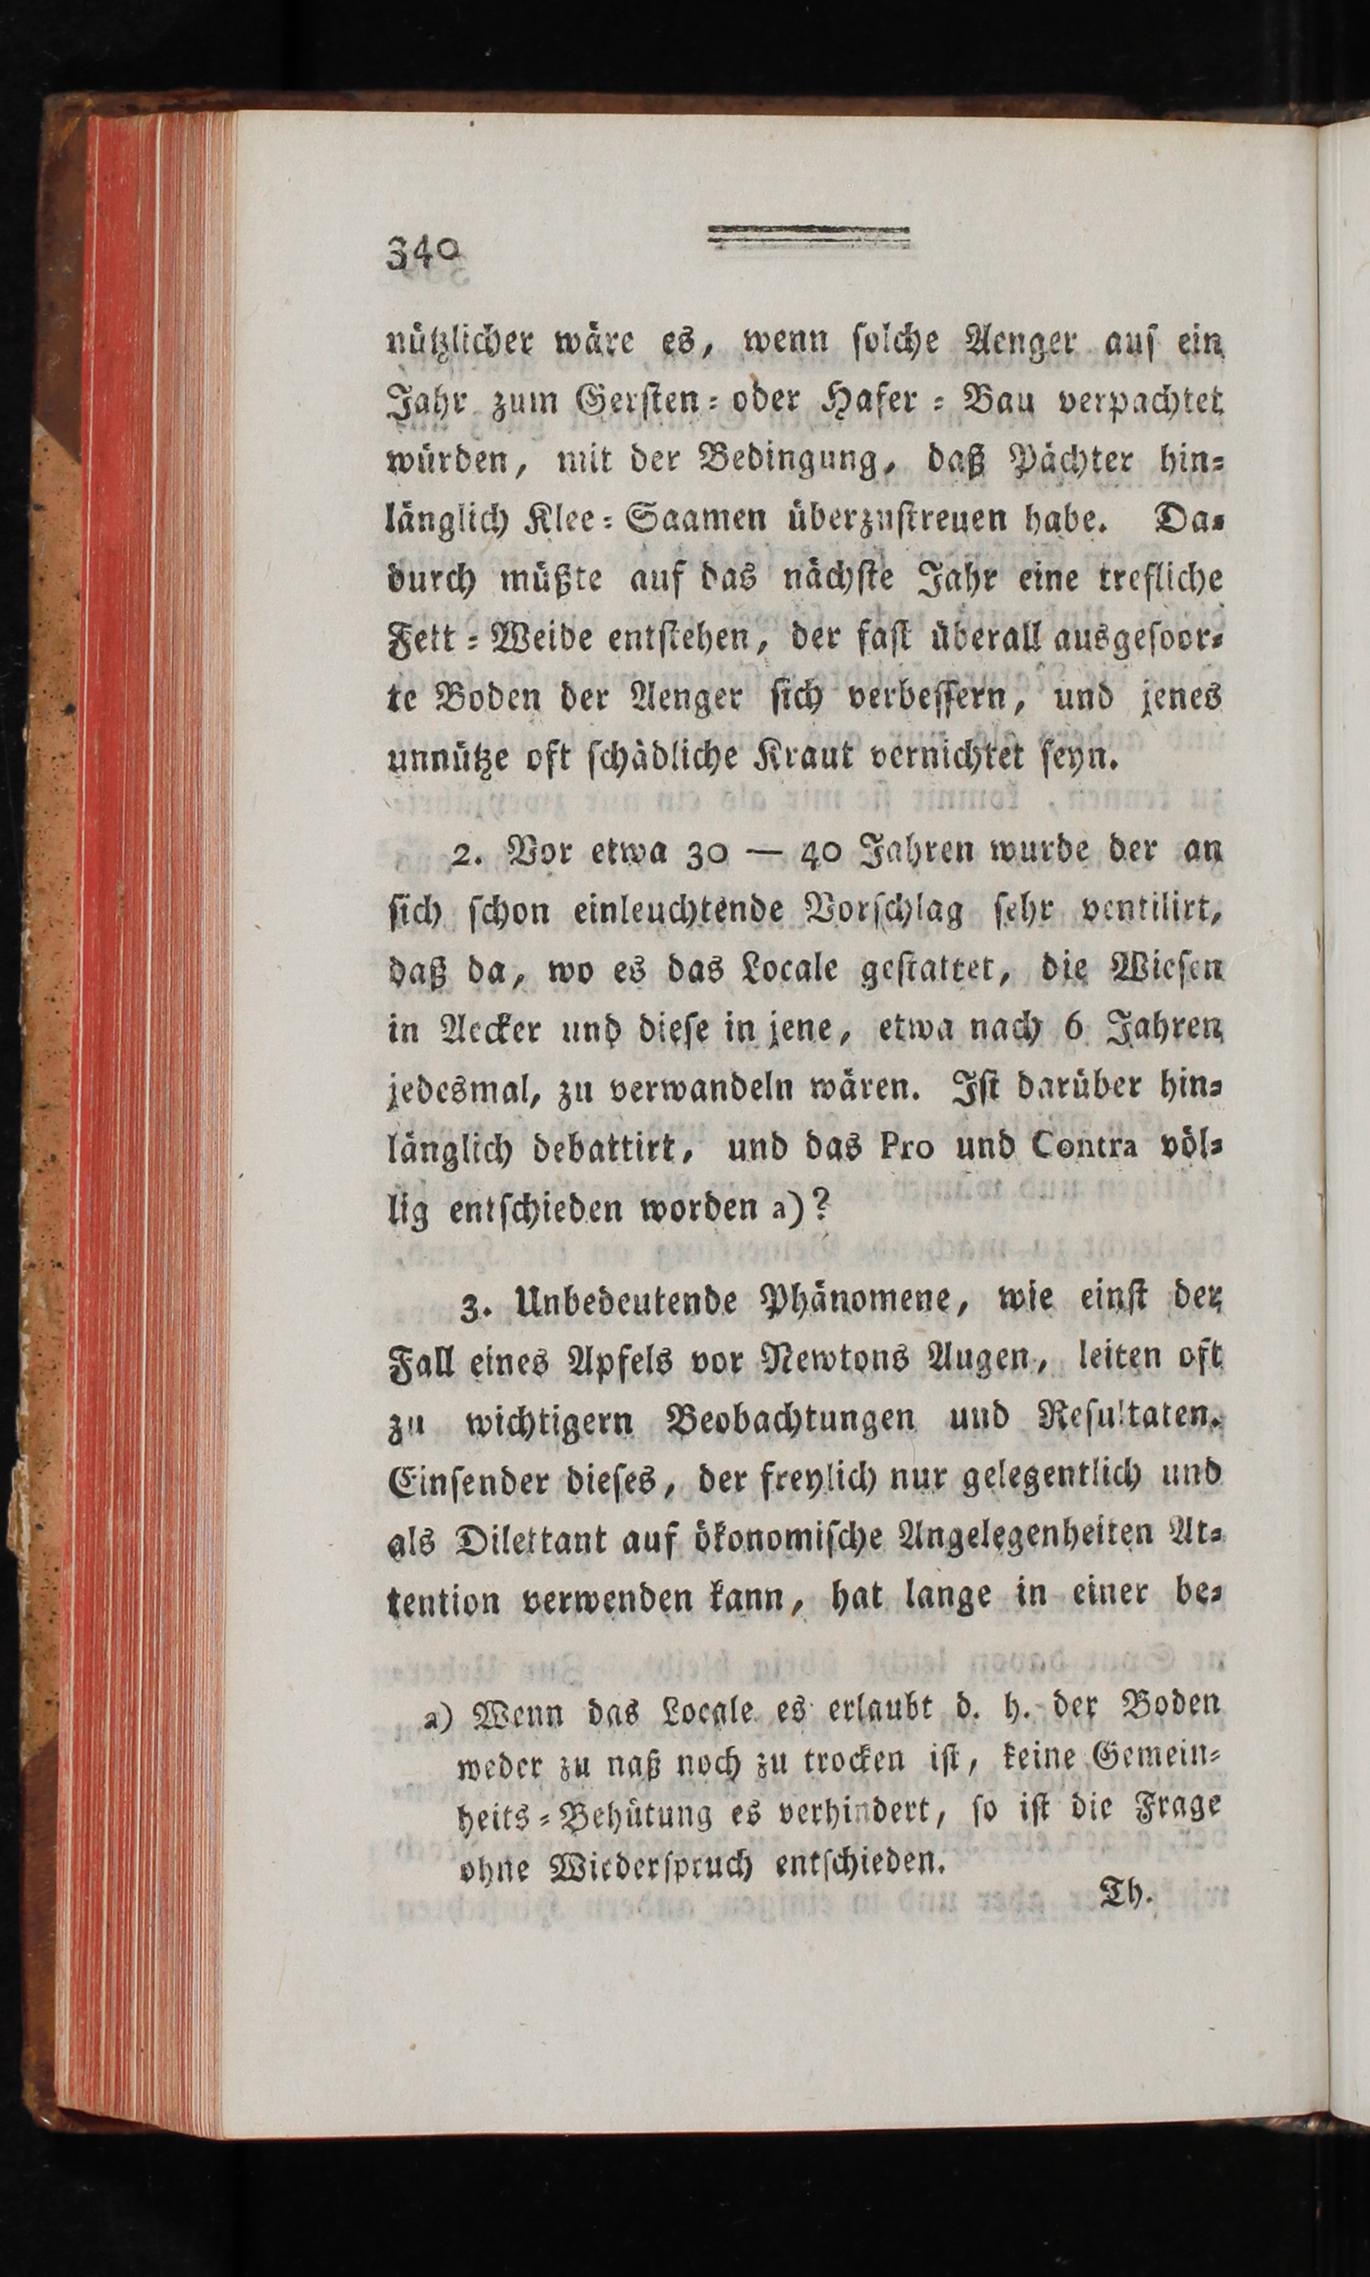 340
nützlicher wäre es, wenn ſolche Aenger auf ein
Jahr zum Gerſten- oder Hafer-Bau verpachtet
würden, mit der Bedingung, daß Pächter hin-
länglich Klee-Saamen überzuſtreuen habe. Da-
durch müßte auf das nächſte Jahr eine trefliche
Fett-Weide entſtehen, der faſt überall ausgeſoor-
te Boden der Aenger ſich verbeſſern, und jenes
unnütze oft ſchädliche Kraut vernichtet ſeyn.
2. Vor etwa 30 — 40 Jahren wurde der an
ſich ſchon einleuchtende Vorſchlag ſehr ventilirt,
daß da, wo es das Locale geſtattet, die Wieſen
in Aecker und dieſe in jene, etwa nach 6 Jahren
jedesmal, zu verwandeln wären. Iſt darüber hin-
länglich debattirt, und das Pro und Contra völ-
lig entſchieden worden a)?
3. Unbedeutende Phänomene, wie einſt der
Fall eines Apfels vor Newtons Augen, leiten oft
zu wichtigern Beobachtungen und Reſultaten.
Einſender dieſes, der freylich nur gelegentlich und
als Dilettant auf ökonomiſche Angelegenheiten At-
tention verwenden kann, hat lange in einer be-
a) Wenn das Locale es erlaubt d. h. der Boden
weder zu naß noch zu trocken iſt, keine Gemein-
heits-Behütung es verhindert, ſo iſt die Frage
ohne Wiederſpruch entſchieden.
Th.